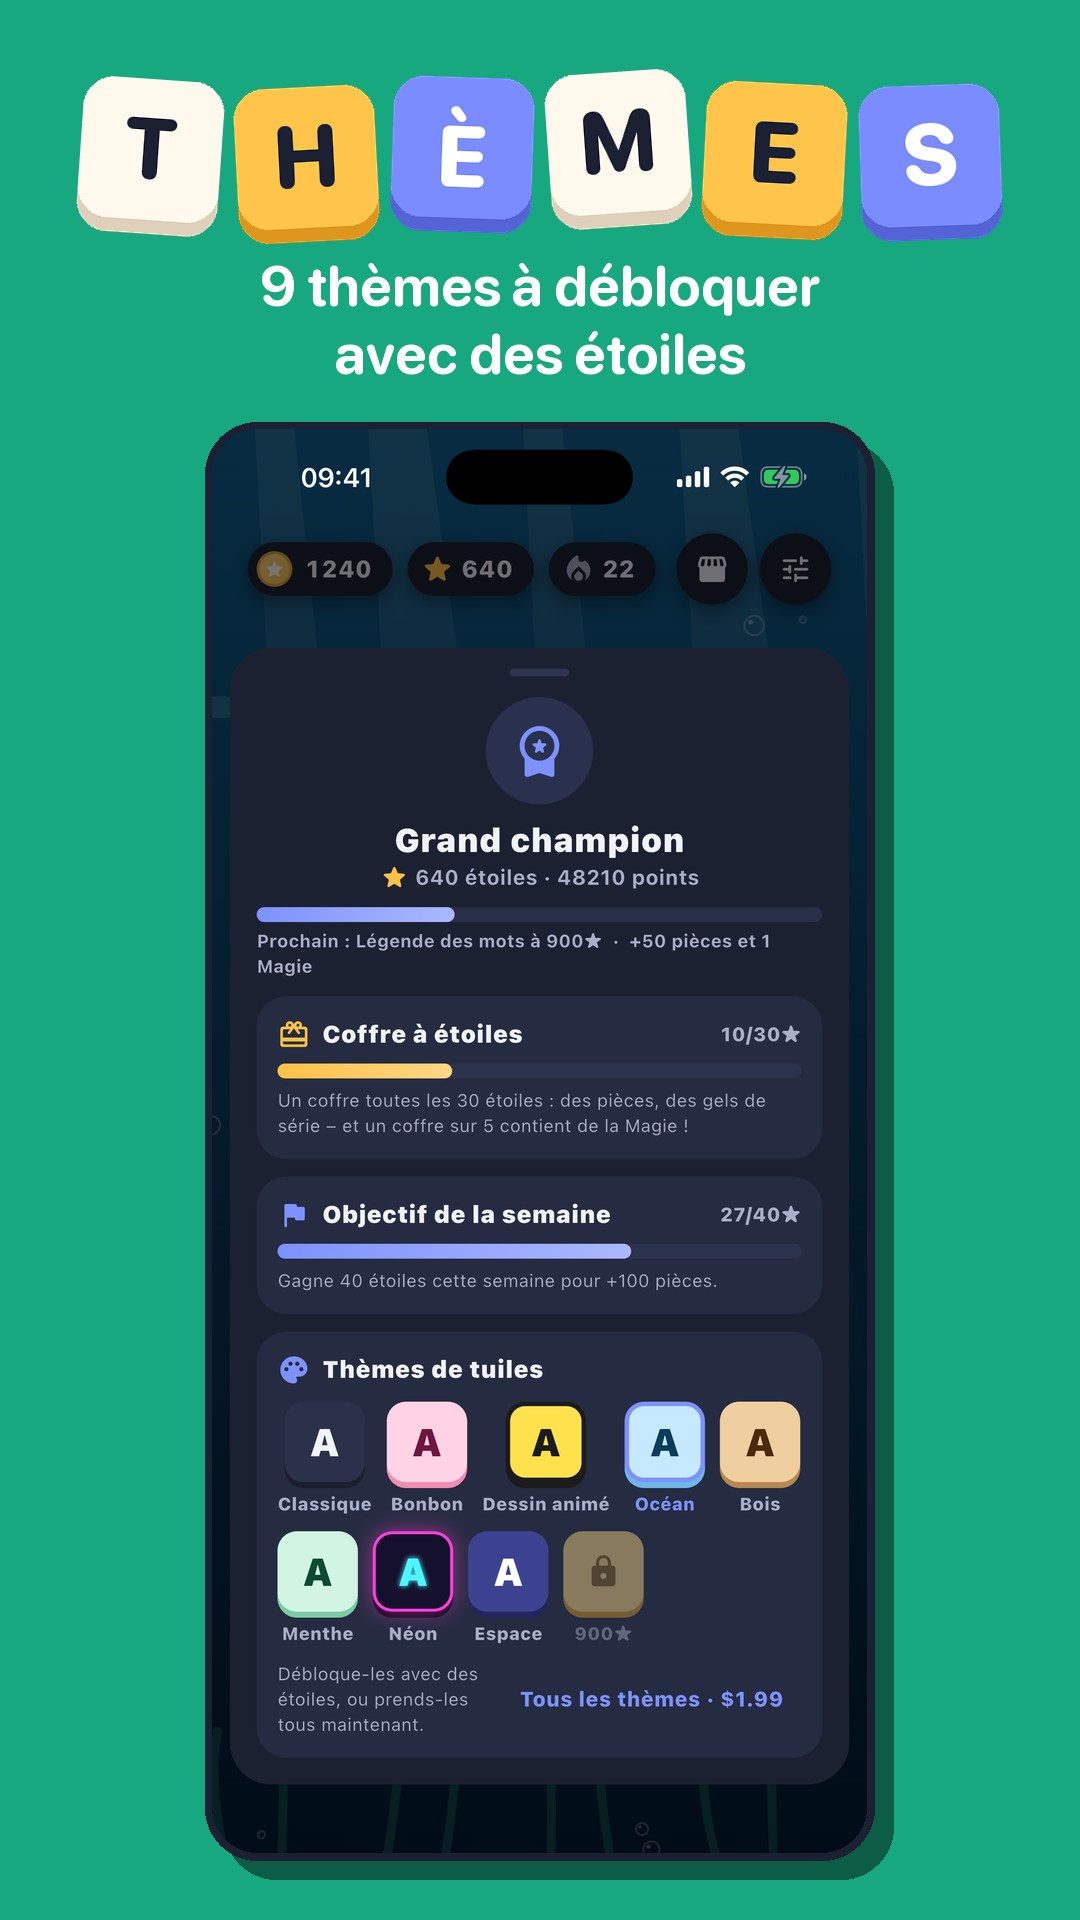 THÈMES
9 thèmes à débloquer
avec des étoiles
09:41
1240 640 22
Grand champion
640 étoiles · 48210 points
Prochain : Légende des mots à 900★ · +50 pièces et 1
Magie
Coffre à étoiles 10/30★
Un coffre toutes les 30 étoiles : des pièces, des gels de
série – et un coffre sur 5 contient de la Magie !
Objectif de la semaine 27/40★
Gagne 40 étoiles cette semaine pour +100 pièces.
Thèmes de tuiles
A A A A A
Classique Bonbon Dessin animé Océan Bois
A A A
Menthe Néon Espace 900★
Débloque-les avec des
étoiles, ou prends-les
tous maintenant.
Tous les thèmes · $1.99